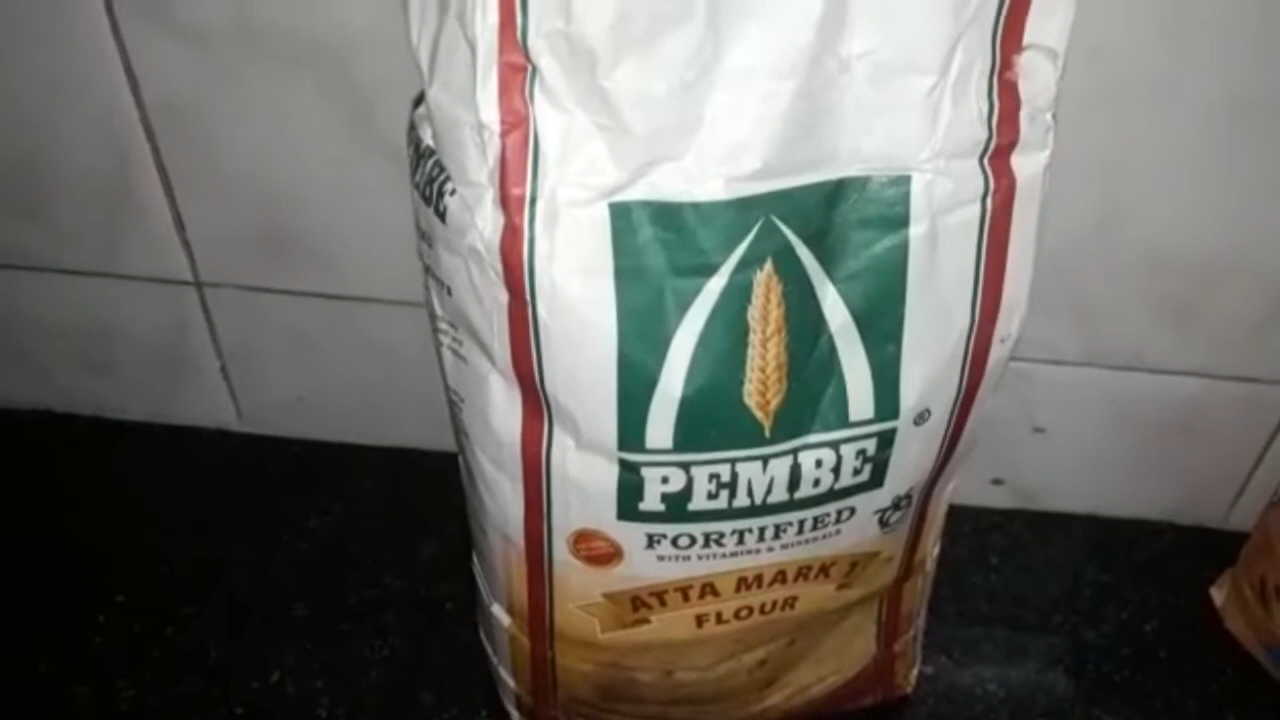 PEMBE
®
FORTIFIED
WITH VITAMINS & MINERALS
ATTA MARK 1
FLOUR